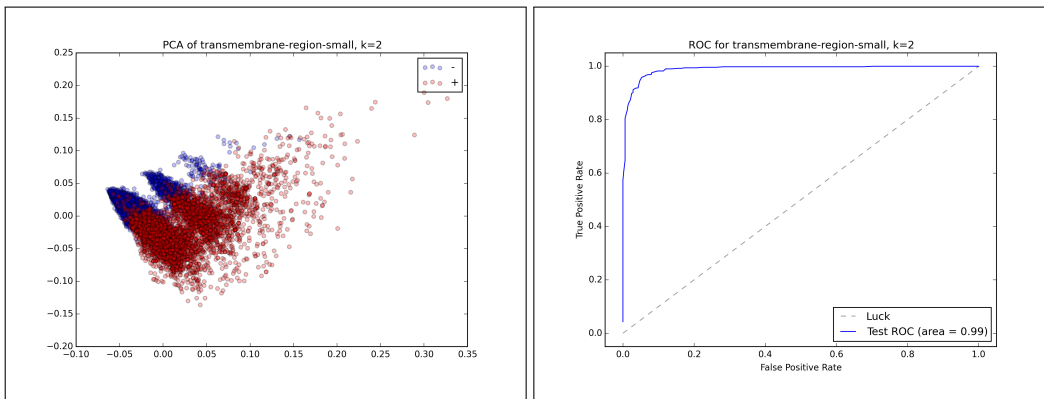 PCA of transmembrane-region-small, k=2
0.25
0.20
0.15
0.10
0.05
0.00
−0.05
−0.10
−0.15
−0.20
−0.10 −0.05 0.00 0.05 0.10 0.15 0.20 0.25 0.30 0.35
-
+
ROC for transmembrane-region-small, k=2
True Positive Rate
1.0
0.8
0.6
0.4
0.2
0.0
0.0 0.2 0.4 0.6 0.8 1.0
False Positive Rate
Luck
Test ROC (area = 0.99)